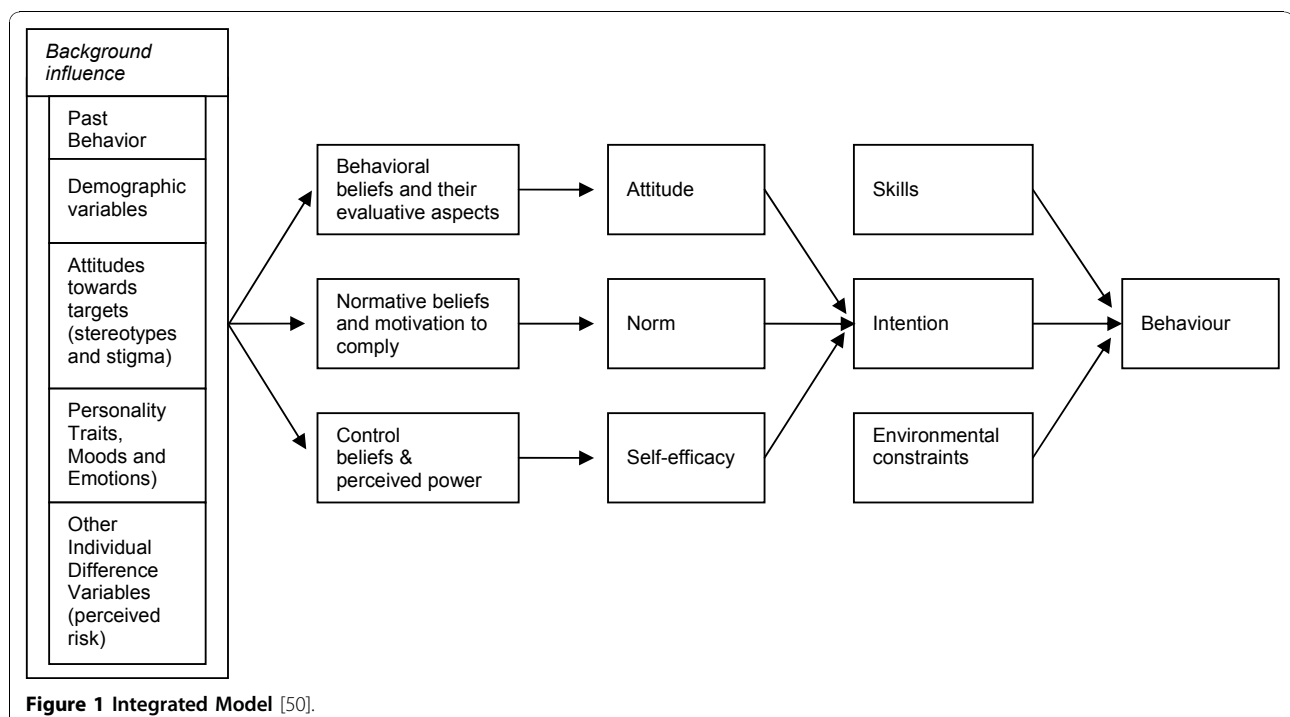 Background
influence
Past
Behavior
Demographic
variables
Attitudes
towards
targets
(stereotypes
and stigma)
Personality
Traits,
Moods and
Emotions)
Other
Individual
Difference
Variables
(perceived
risk)
Behavioral
beliefs and their
evaluative aspects
Normative beliefs
and motivation to
comply
Control
beliefs &
perceived power
Attitude
Norm
Self-efficacy
Skills
Intention
Environmental
constraints
Behaviour
Figure 1 Integrated Model [50].